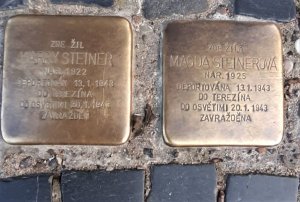 ZDE ŽIL
HARRY STEINER
NAR. 1922
DEPORTOVÁN 13.1.1943
DO TEREZÍNA
DO OSVĚTIMI 20.1.1943
ZAVRAŽDĚN
ZDE ŽILA
MAGDA STEINEROVÁ
NAR. 1925
DEPORTOVÁNA 13.1.1943
DO TEREZÍNA
DO OSVĚTIMI 20.1.1943
ZAVRAŽDĚNA